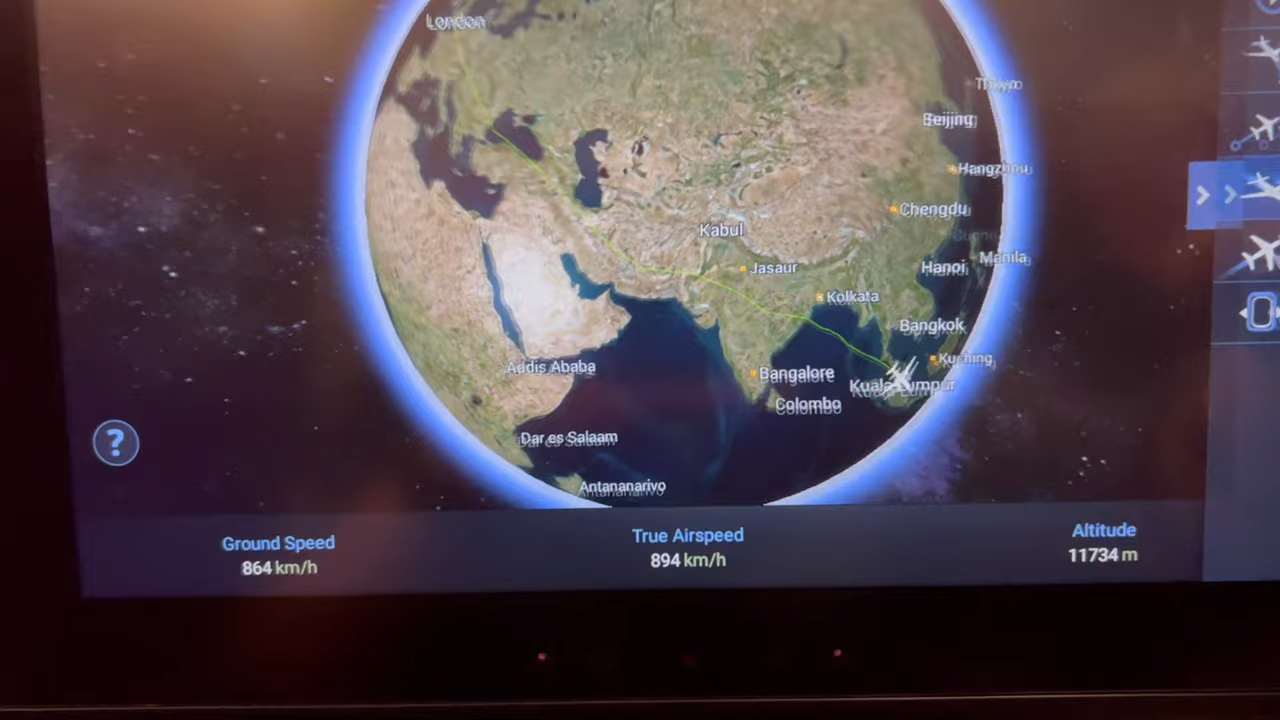 London
Beijing
Hangzhou
Chengdu
Kabul
Manila
Hanoi
Jasaur
Kolkata
Bangkok
Kuching
Addis Ababa
Bangalore
Kuala Lumpur
Colombo
Dar es Salaam
?
Antananarivo
Ground Speed
864 km/h
True Airspeed
894 km/h
Altitude
11734 m